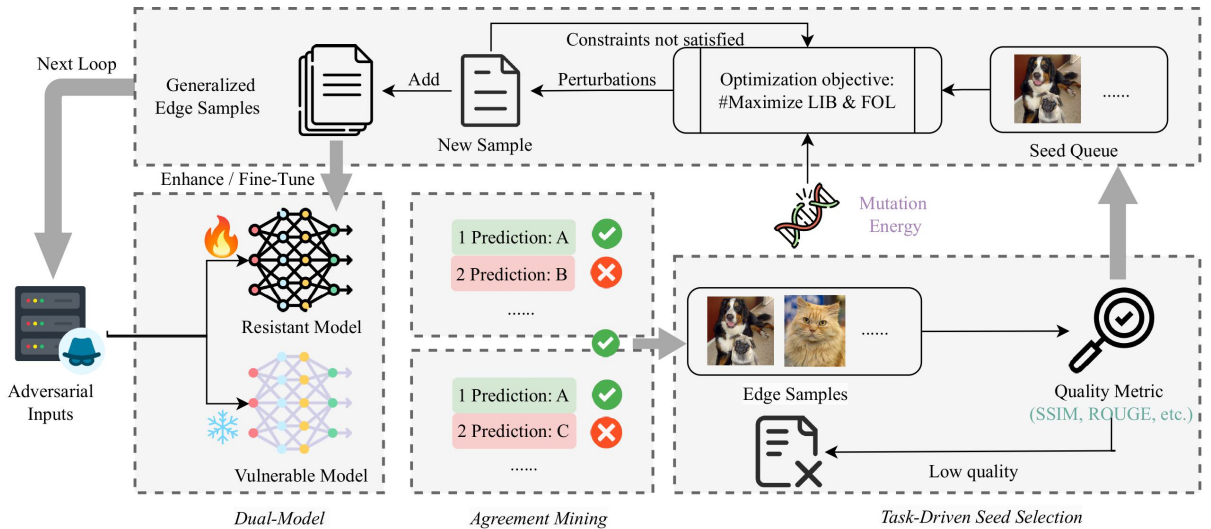 Next Loop
Generalized
Edge Samples
Add
New Sample
Constraints not satisfied
Perturbations
Optimization objective:
#Maximize LIB & FOL
......
Seed Queue
Enhance / Fine-Tune
Mutation
Energy
Adversarial
Inputs
Resistant Model
Vulnerable Model
Dual-Model
1 Prediction: A
2 Prediction: B
......
1 Prediction: A
2 Prediction: C
......
Agreement Mining
......
Edge Samples
Quality Metric
(SSIM, ROUGE, etc.)
Low quality
Task-Driven Seed Selection